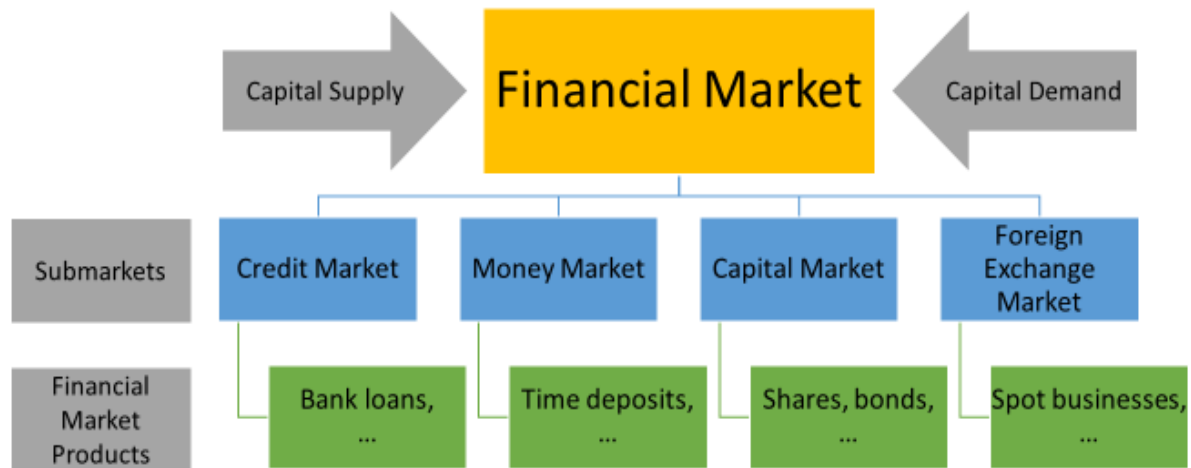 Capital Supply
Financial Market
Capital Demand
Submarkets
Credit Market
Money Market
Capital Market
Foreign
Exchange
Market
Financial
Market
Products
Bank loans,
...
Time deposits,
...
Shares, bonds,
...
Spot businesses,
...